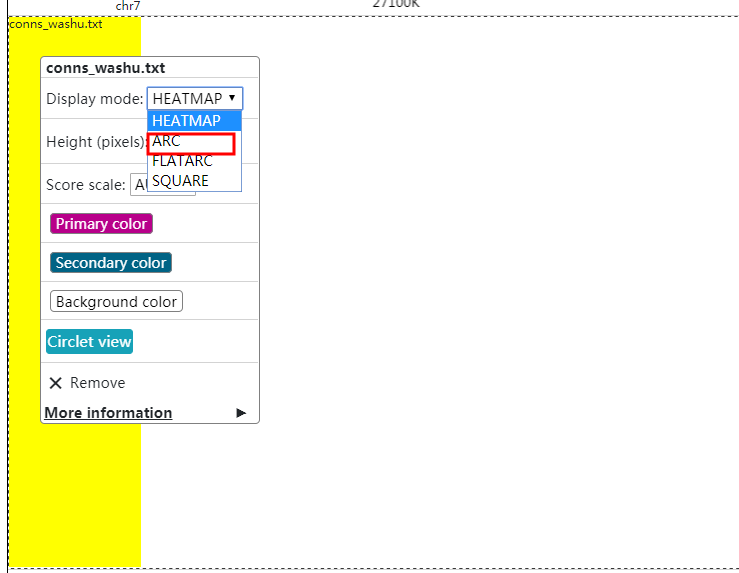 chr7
27100K
conns_washu.txt
conns_washu.txt
Display mode: HEATMAP
HEATMAP
Height (pixels):
ARC
FLATARC
Score scale:
SQUARE
Primary color
Secondary color
Background color
Circlet view
Remove
More information